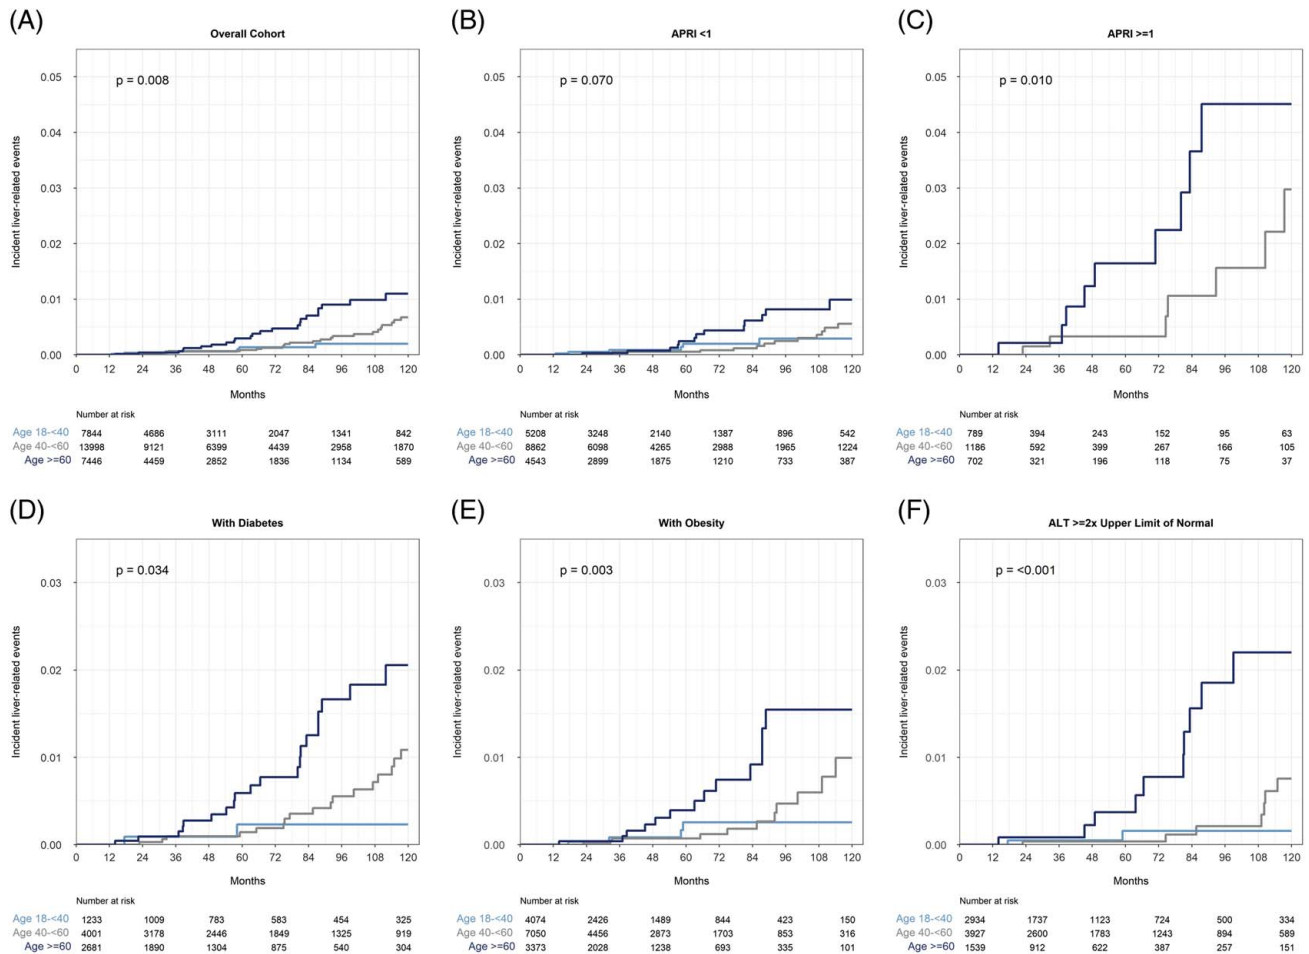 (A)
Overall Cohort
p = 0.008
Incident liver-related events
0.05
0.04
0.03
0.02
0.01
0.00
0 12 24 36 48 60 72 84 96 108 120
Months
Number at risk
Age 18-<40 7844 4686 3111 2047 1341 842
Age 40-<60 13998 9121 6399 4439 2958 1870
Age >=60 7446 4459 2852 1836 1134 589
(B)
APRI <1
p = 0.070
Incident liver-related events
0.05
0.04
0.03
0.02
0.01
0.00
0 12 24 36 48 60 72 84 96 108 120
Months
Number at risk
Age 18-<40 5208 3248 2140 1387 896 542
Age 40-<60 8862 6098 4265 2988 1965 1224
Age >=60 4543 2899 1875 1210 733 387
(C)
APRI >=1
p = 0.010
Incident liver-related events
0.05
0.04
0.03
0.02
0.01
0.00
0 12 24 36 48 60 72 84 96 108 120
Months
Number at risk
Age 18-<40 789 394 243 152 95 63
Age 40-<60 1186 592 399 267 166 105
Age >=60 702 321 196 118 75 37
(D)
With Diabetes
p = 0.034
Incident liver-related events
0.03
0.02
0.01
0.00
0 12 24 36 48 60 72 84 96 108 120
Months
Number at risk
Age 18-<40 1233 1009 783 583 454 325
Age 40-<60 4001 3178 2446 1849 1325 919
Age >=60 2681 1890 1304 875 540 304
(E)
With Obesity
p = 0.003
Incident liver-related events
0.03
0.02
0.01
0.00
0 12 24 36 48 60 72 84 96 108 120
Months
Number at risk
Age 18-<40 4074 2426 1489 844 423 150
Age 40-<60 7050 4456 2873 1703 853 316
Age >=60 3373 2028 1238 693 335 101
(F)
ALT >=2x Upper Limit of Normal
p = <0.001
Incident liver-related events
0.03
0.02
0.01
0.00
0 12 24 36 48 60 72 84 96 108 120
Months
Number at risk
Age 18-<40 2934 1737 1123 724 500 334
Age 40-<60 3927 2600 1783 1243 894 589
Age >=60 1539 912 622 387 257 151